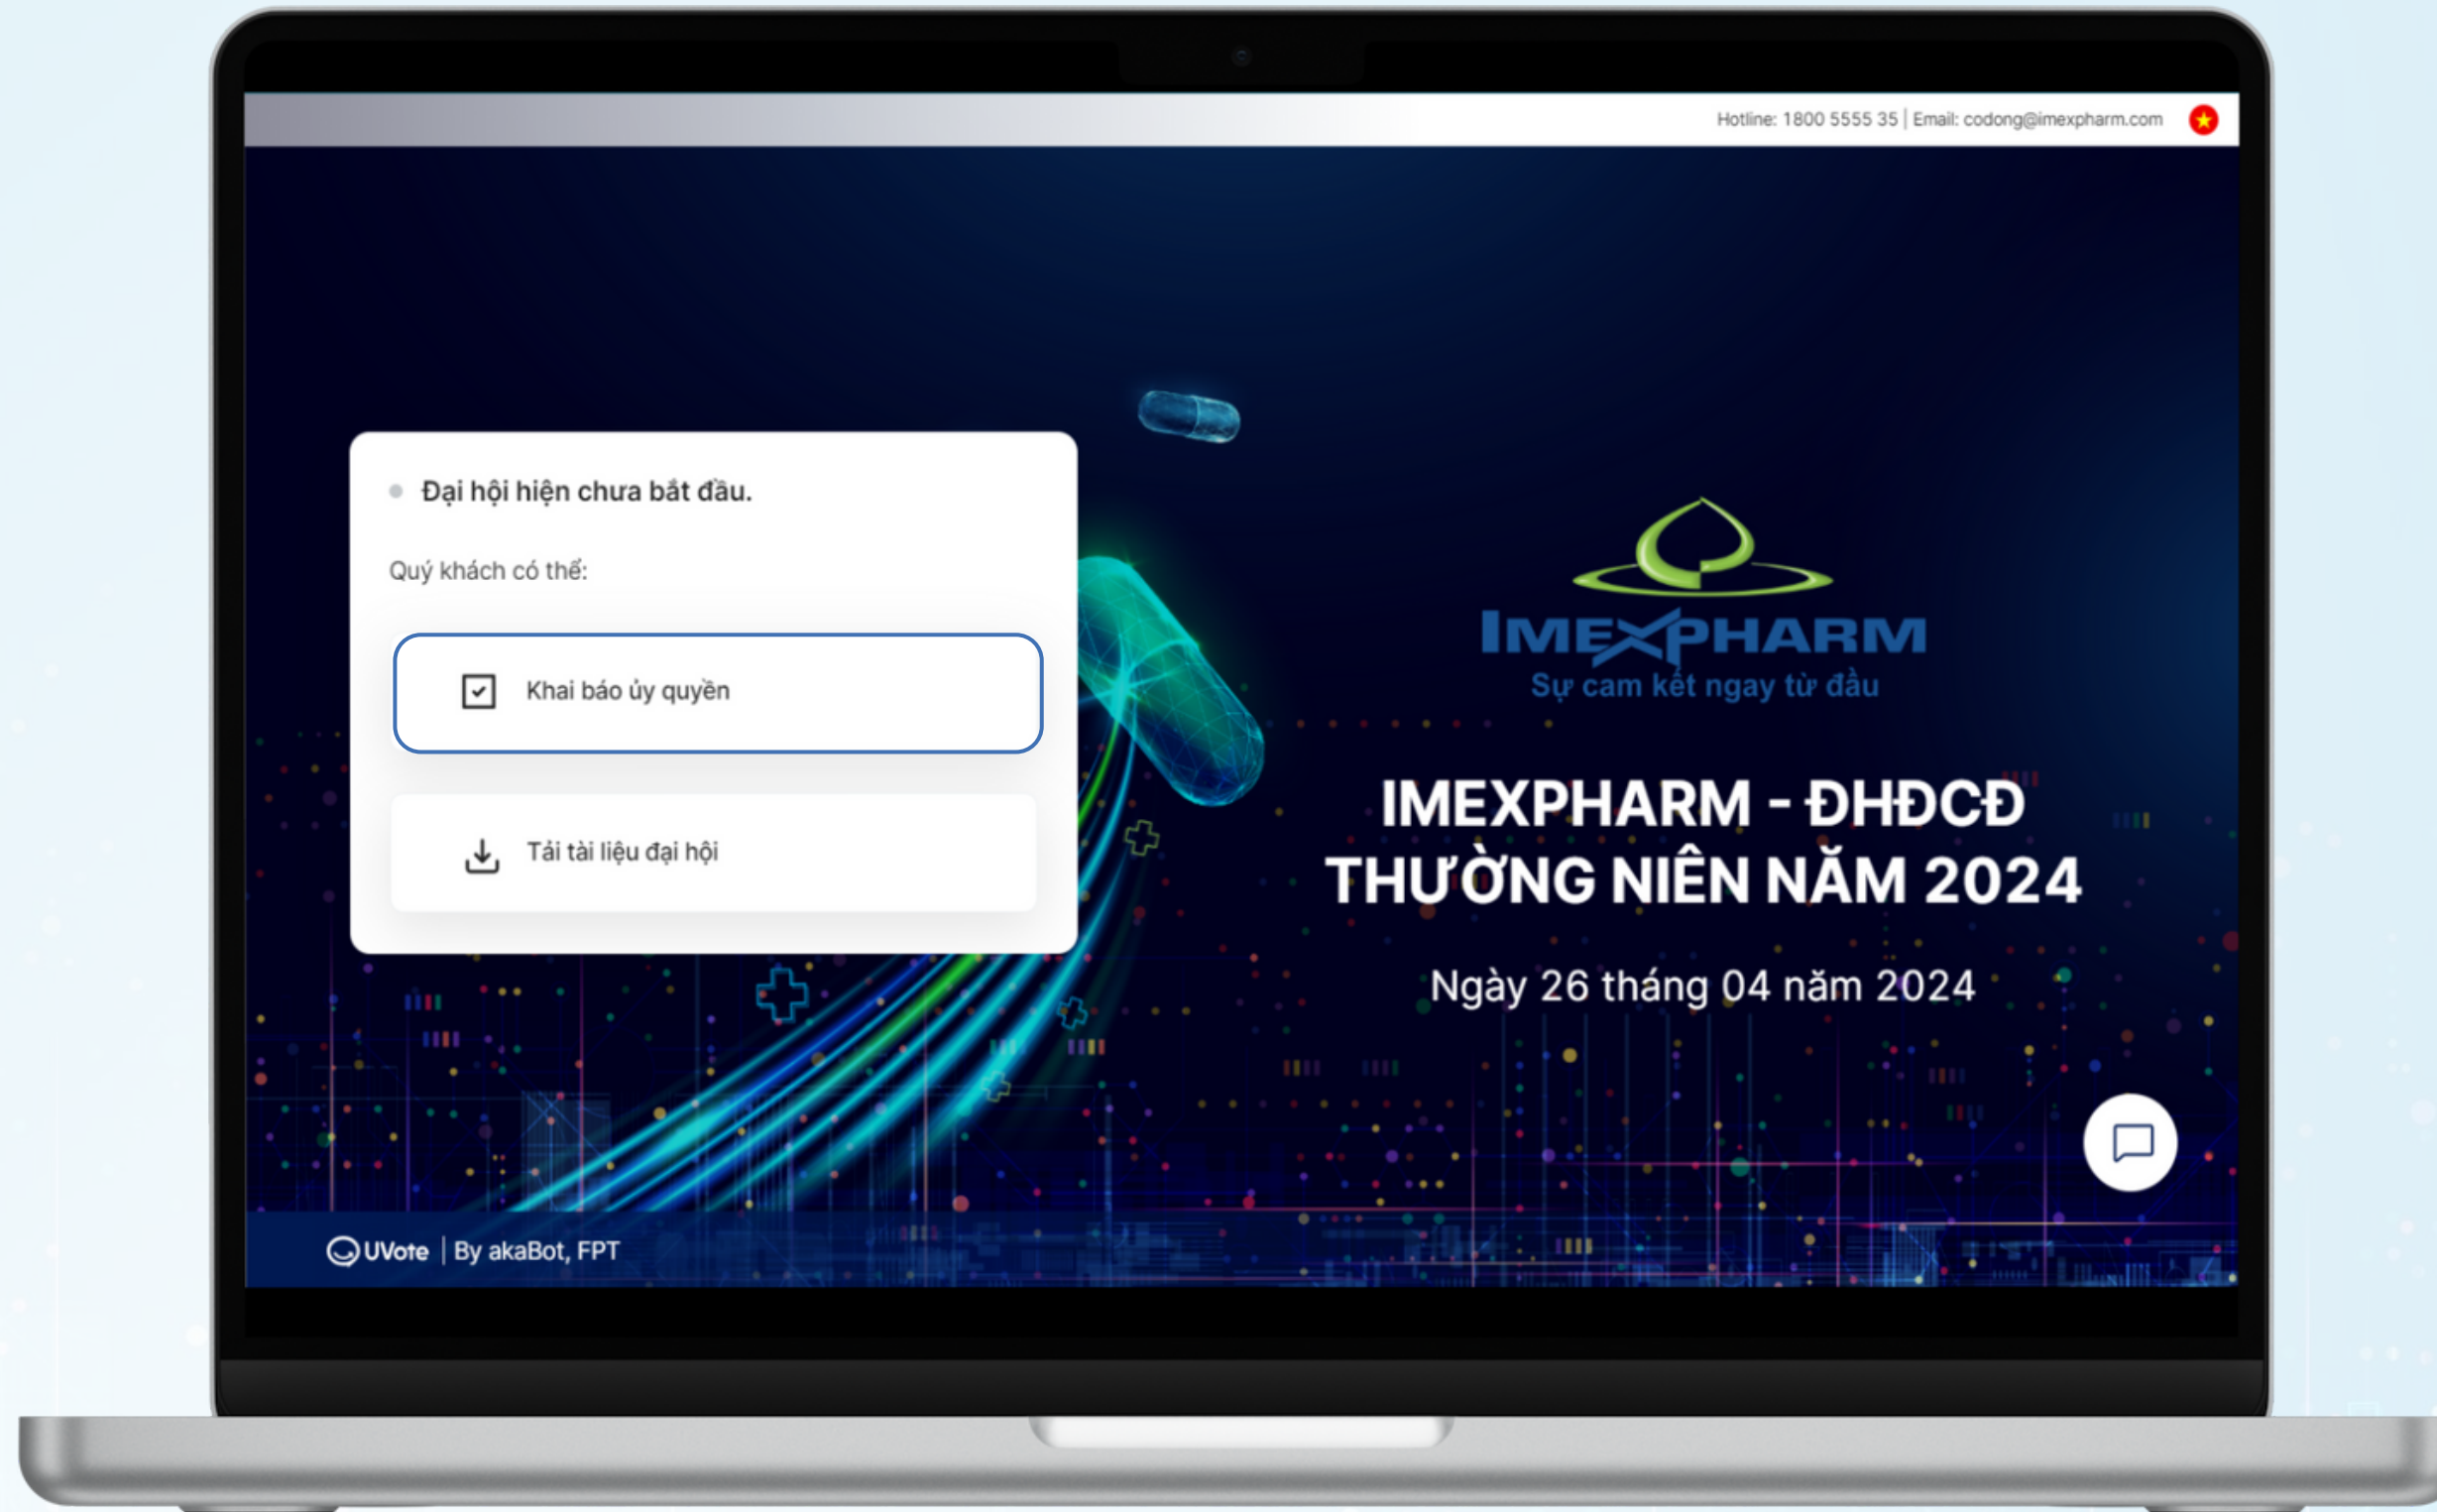 Hotline: 1800 5555 35 | Email: codong@imexpharm.com
Đại hội hiện chưa bắt đầu.
Quý khách có thể:
Khai báo ủy quyền
Tải tài liệu đại hội
IMEXPHARM
Sự cam kết ngay từ đầu
IMEXPHARM - ĐHĐCĐ
THƯỜNG NIÊN NĂM 2024
Ngày 26 tháng 04 năm 2024
UVote | By akaBot, FPT